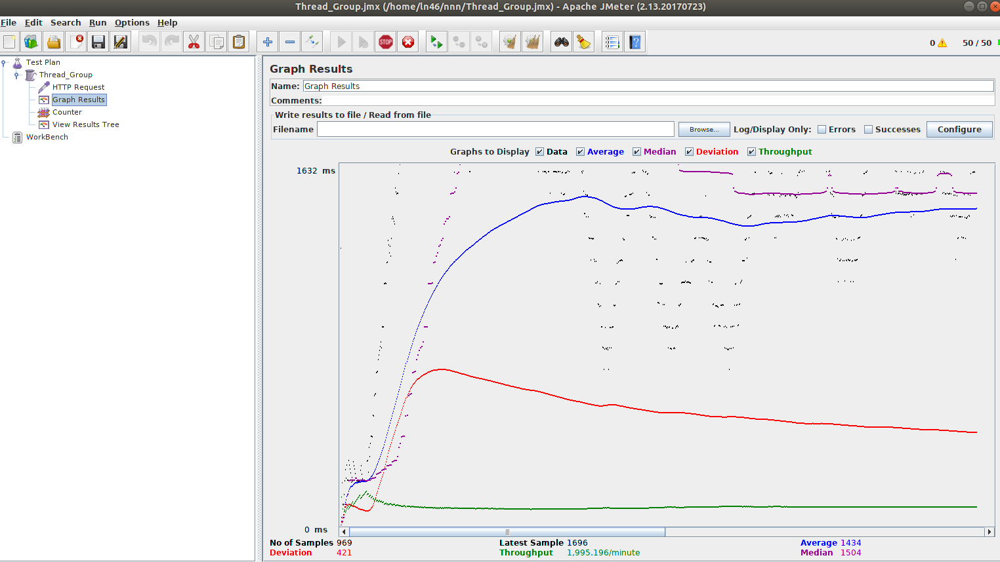 Thread_Group.jmx (/home/ln46/nnn/Thread_Group.jmx) - Apache JMeter (2.13.20170723)
File Edit Search Run Options Help
STOP
0 50 / 50
Test Plan
Thread_Group
HTTP Request
Graph Results
Counter
View Results Tree
WorkBench
Graph Results
Name: Graph Results
Comments:
Write results to file / Read from file
Filename Browse... Log/Display Only: Errors Successes Configure
Graphs to Display Data Average Median Deviation Throughput
1632 ms
0 ms
No of Samples 969 Latest Sample 1696 Average 1434
Deviation 421 Throughput 1,995.196/minute Median 1504